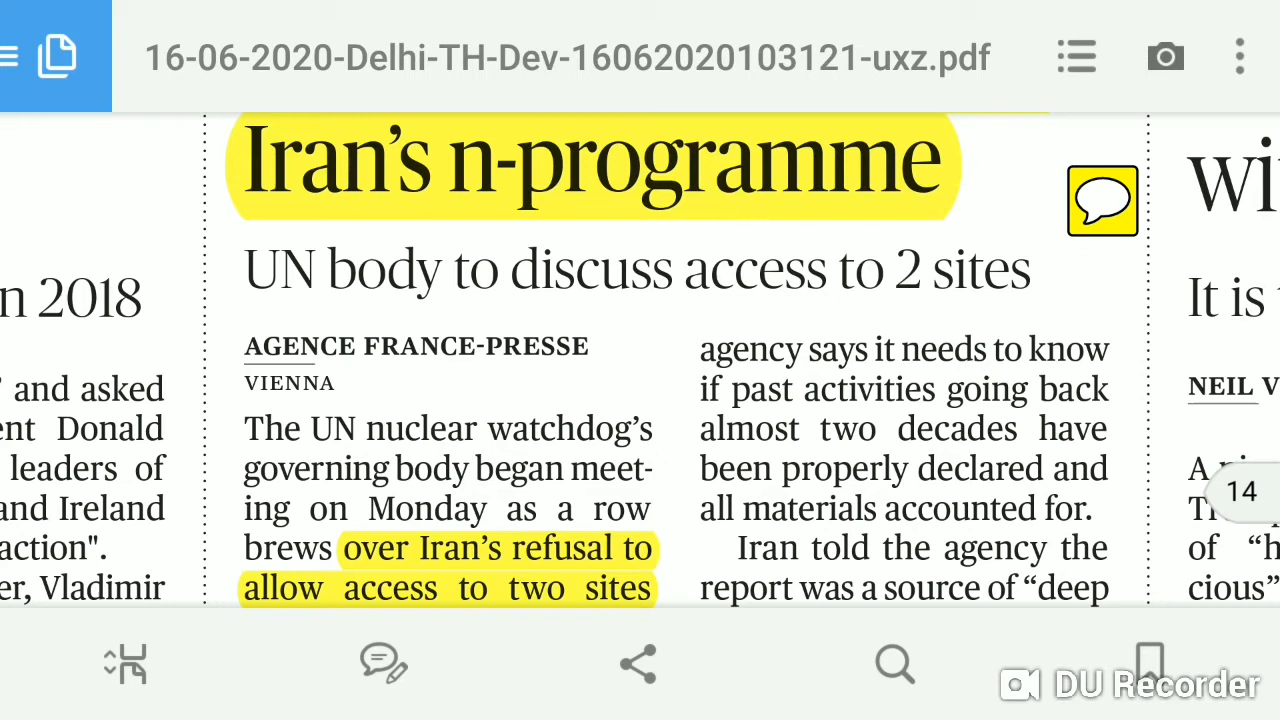 16-06-2020-Delhi-TH-Dev-16062020103121-uxz.pdf
Iran's n-programme
UN body to discuss access to 2 sites
AGENCE FRANCE-PRESSE
VIENNA
The UN nuclear watchdog's
governing body began meet-
ing on Monday as a row
brews over Iran's refusal to
allow access to two sites
agency says it needs to know
if past activities going back
almost two decades have
been properly declared and
all materials accounted for.
Iran told the agency the
report was a source of “deep
n 2018
' and asked
ent Donald
leaders of
and Ireland
action".
er, Vladimir
wi
It is
NEIL V
A
of “h
cious”
14
DU Recorder